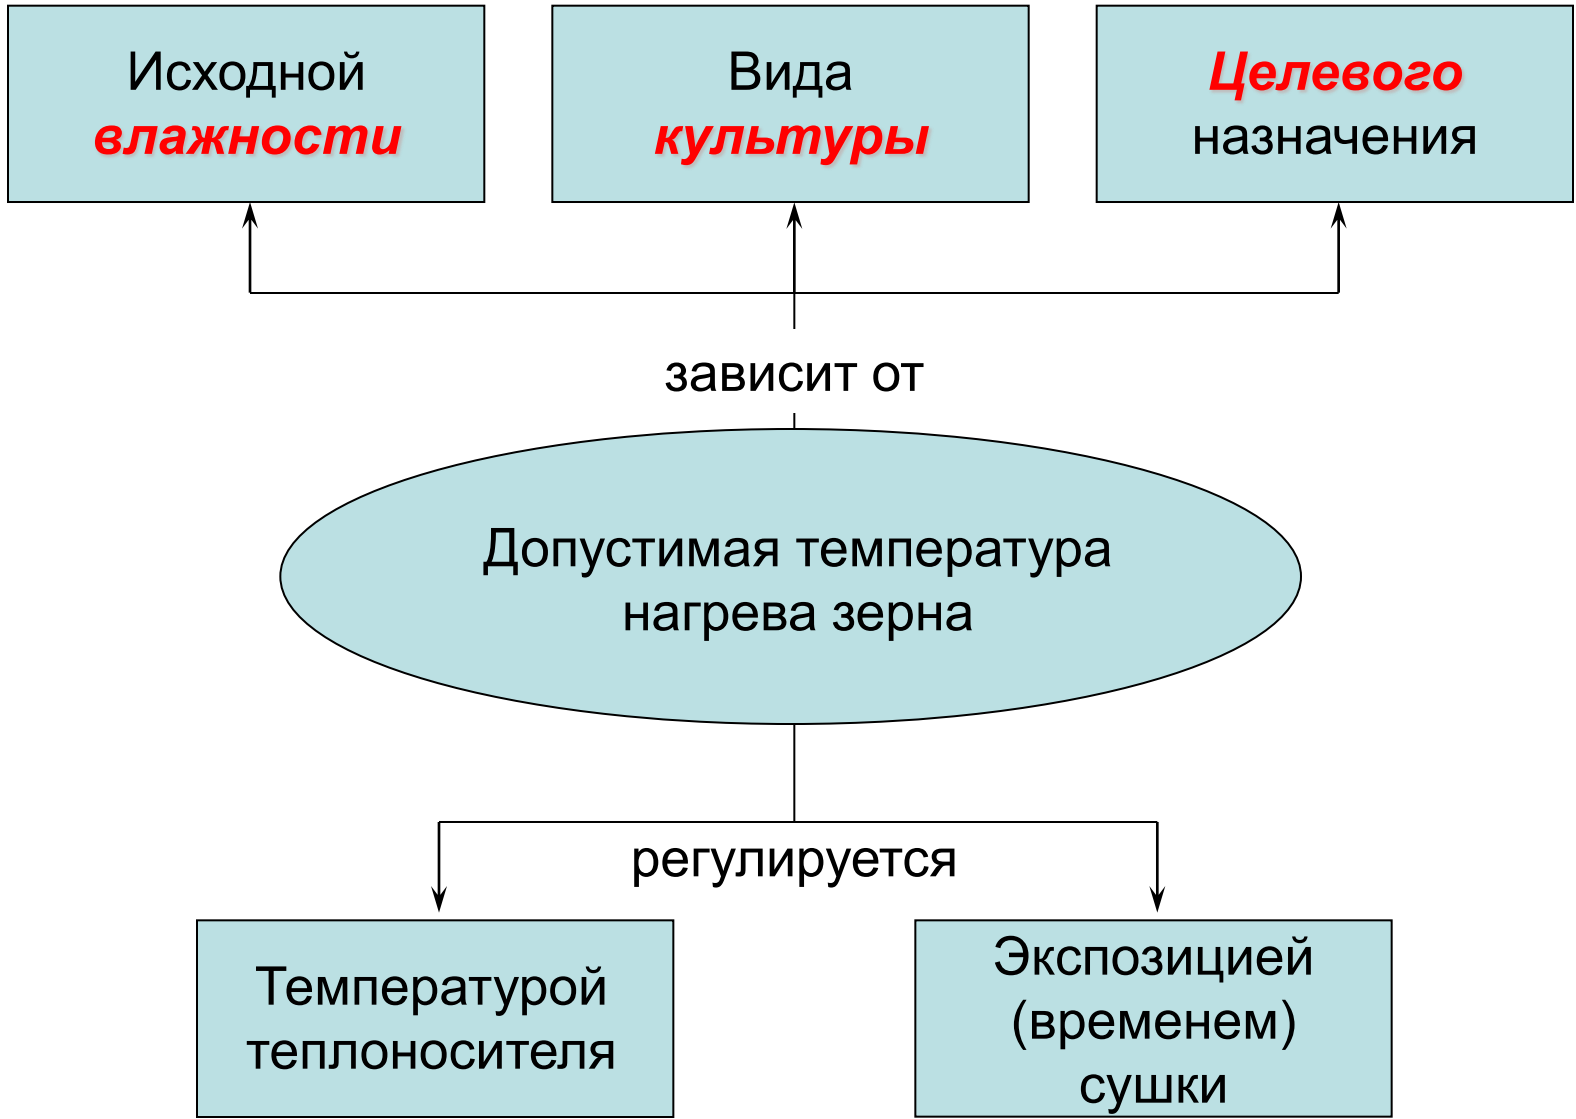 Исходной
влажности
Вида
культуры
Целевого
назначения
зависит от
Допустимая температура
нагрева зерна
регулируется
Температурой
теплоносителя
Экспозицией
(временем)
сушки